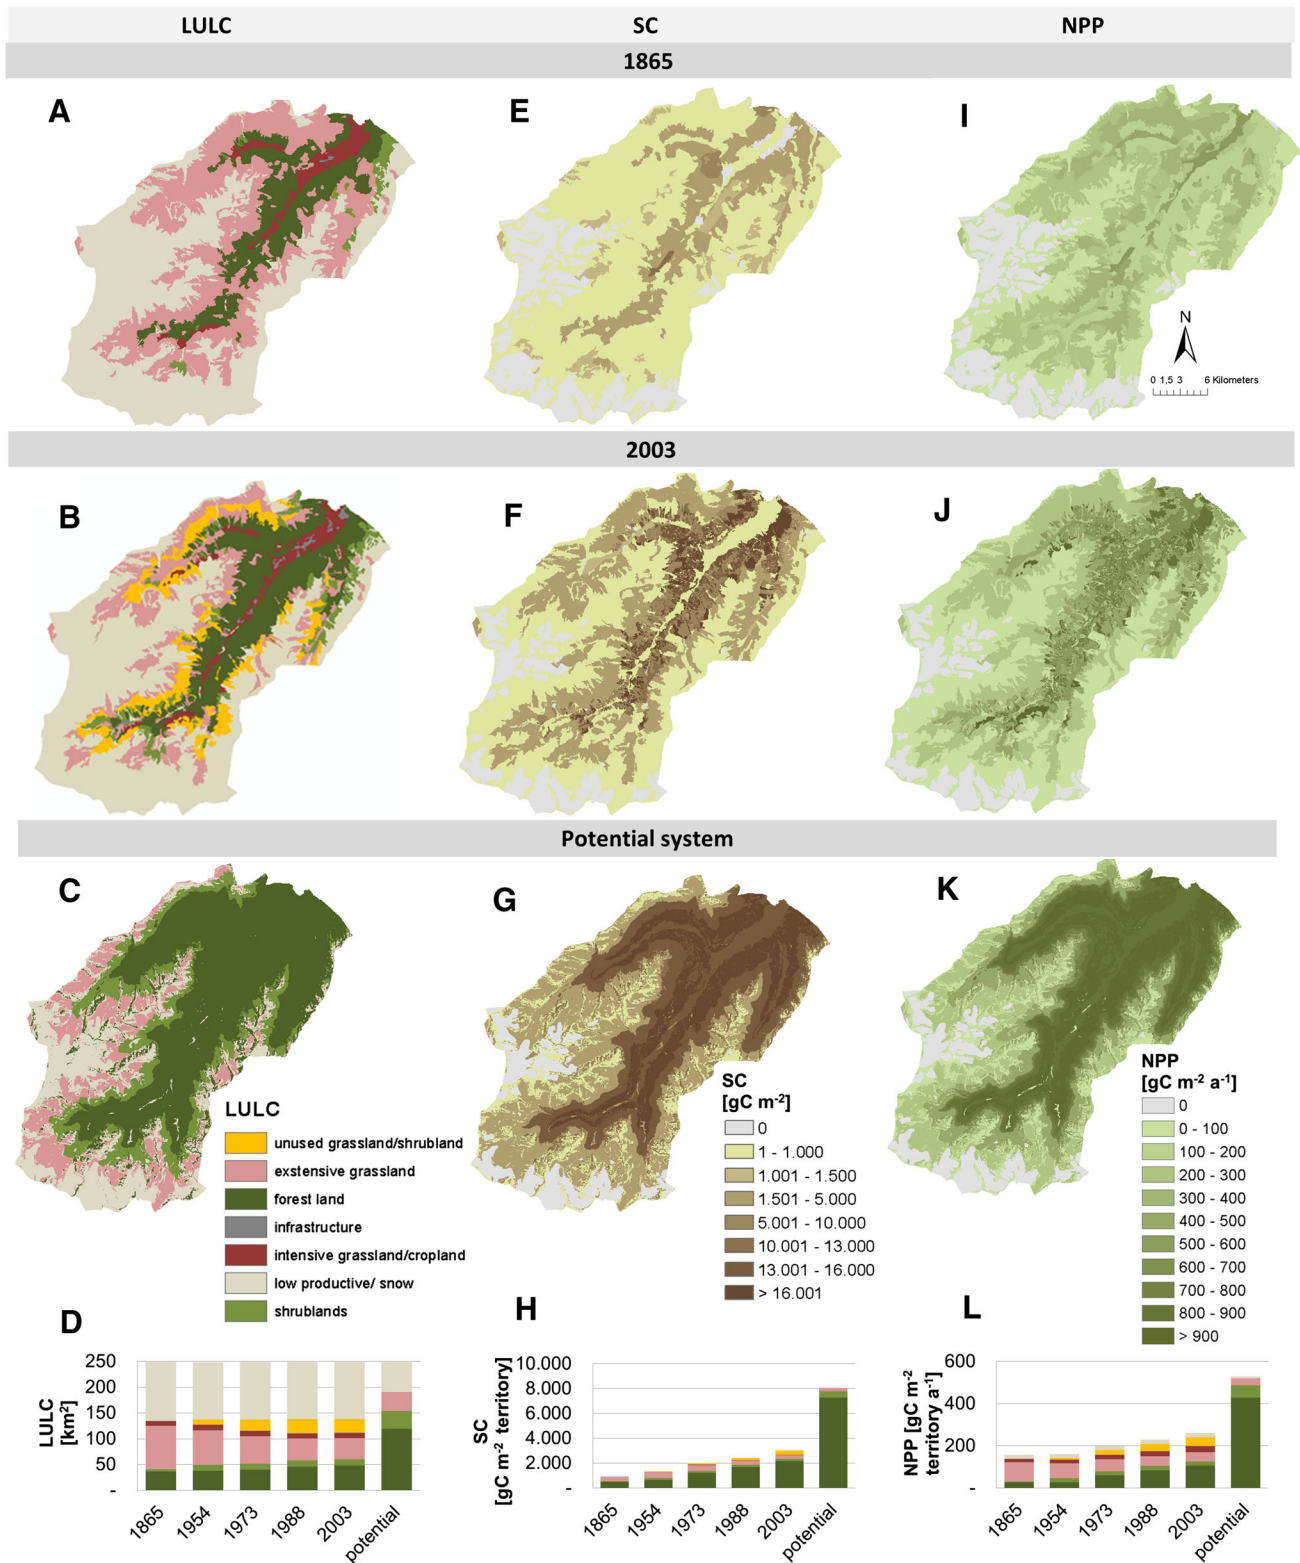 LULC SC NPP
1865
A E I
N
0 1,5 3 6 Kilometers
2003
B F J
Potential system
C G K
LULC
unused grassland/shrubland
exstensive grassland
forest land
infrastructure
intensive grassland/cropland
low productive/ snow
shrublands
SC
[gC m-2]
0
1 - 1.000
1.001 - 1.500
1.501 - 5.000
5.001 - 10.000
10.001 - 13.000
13.001 - 16.000
> 16.001
NPP
[gC m-2 a-1]
0
0 - 100
100 - 200
200 - 300
300 - 400
400 - 500
500 - 600
600 - 700
700 - 800
800 - 900
> 900
D
LULC
[km2]
250
200
150
100
50
-
1865 1954 1973 1988 2003 potential
H
SC
[gC m-2 territory]
10.000
8.000
6.000
4.000
2.000
-
1865 1954 1973 1988 2003 potential
L
NPP [gC m-2
territory a-1]
600
400
200
-
1865 1954 1973 1988 2003 potential